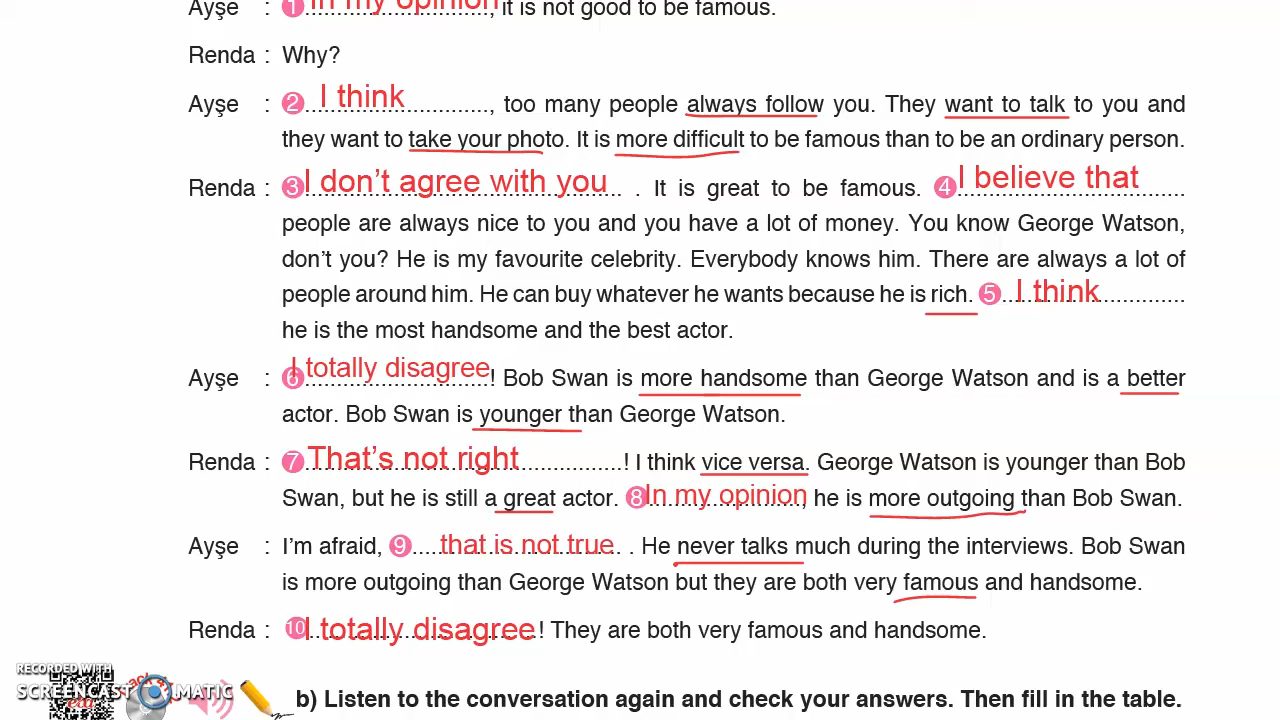 Ayşe : 1 In my opinion, it is not good to be famous.
Renda : Why?
Ayşe : 2 I think, too many people always follow you. They want to talk to you and
they want to take your photo. It is more difficult to be famous than to be an ordinary person.
Renda : 3 I don't agree with you. It is great to be famous. 4 I believe that
people are always nice to you and you have a lot of money. You know George Watson,
don't you? He is my favourite celebrity. Everybody knows him. There are always a lot of
people around him. He can buy whatever he wants because he is rich. 5 I think
he is the most handsome and the best actor.
Ayşe : 6 I totally disagree! Bob Swan is more handsome than George Watson and is a better
actor. Bob Swan is younger than George Watson.
Renda : 7 That's not right! I think vice versa. George Watson is younger than Bob
Swan, but he is still a great actor. 8 In my opinion, he is more outgoing than Bob Swan.
Ayşe : I'm afraid, 9 that is not true. He never talks much during the interviews. Bob Swan
is more outgoing than George Watson but they are both very famous and handsome.
Renda : 10 I totally disagree! They are both very famous and handsome.
RECORDED WITH
SCREENCAST MATIC
b) Listen to the conversation again and check your answers. Then fill in the table.